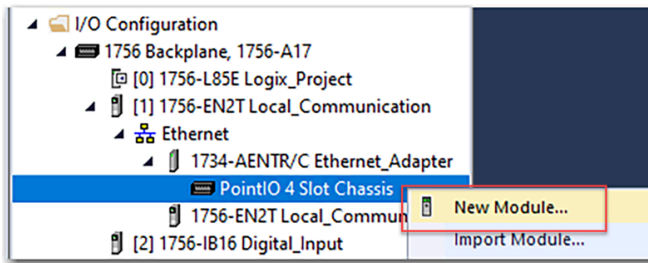 I/O Configuration
1756 Backplane, 1756-A17
[0] 1756-L85E Logix_Project
[1] 1756-EN2T Local_Communication
Ethernet
1734-AENTR/C Ethernet_Adapter
PointIO 4 Slot Chassis
New Module...
1756-EN2T Local_Commun
Import Module...
[2] 1756-IB16 Digital_Input